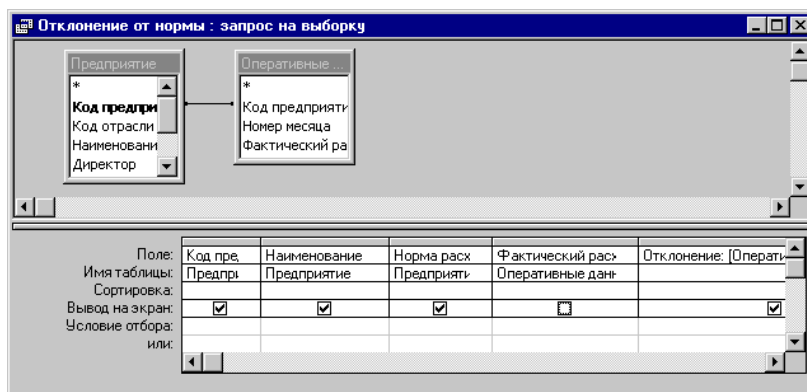 Отклонение от нормы : запрос на выборку
Предприятие Оперативные ...
* *
Код предпри Код предприяти
Код отрасли Номер месяца
Наименовани Фактический ра
Директор
Поле: Код пре, Наименование Норма расх Фактический расх Отклонение: [Операти
Имя таблицы: Предпри Предприятие Предприяти Оперативные данн
Сортировка:
Вывод на экран:
Условие отбора:
или: